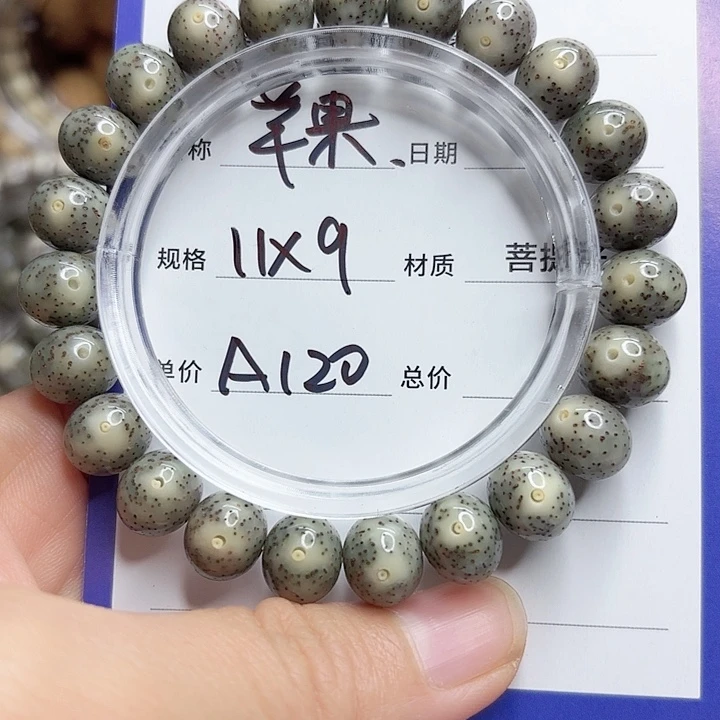 称 羊果、日期
规格 11X9 材质 菩提
单价 A120 总价